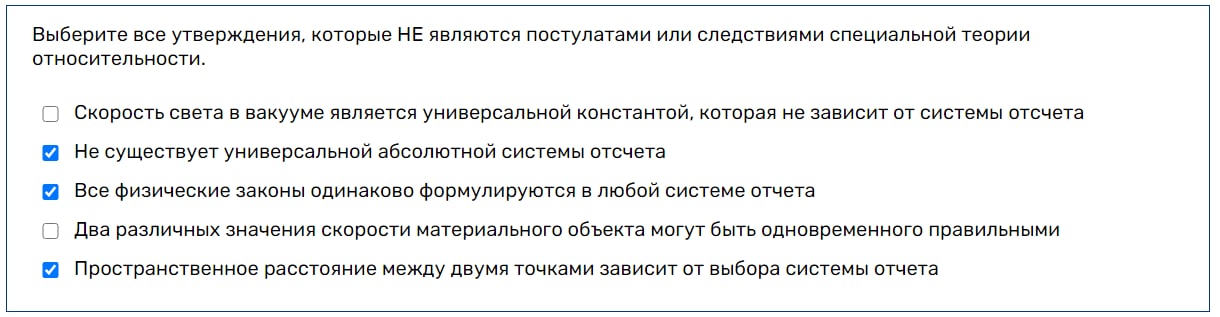 Выберите все утверждения, которые НЕ являются постулатами или следствиями специальной теории
относительности.
Скорость света в вакууме является универсальной константой, которая не зависит от системы отсчета
Не существует универсальной абсолютной системы отсчета
Все физические законы одинаково формулируются в любой системе отчета
Два различных значения скорости материального объекта могут быть одновременного правильными
Пространственное расстояние между двумя точками зависит от выбора системы отчета